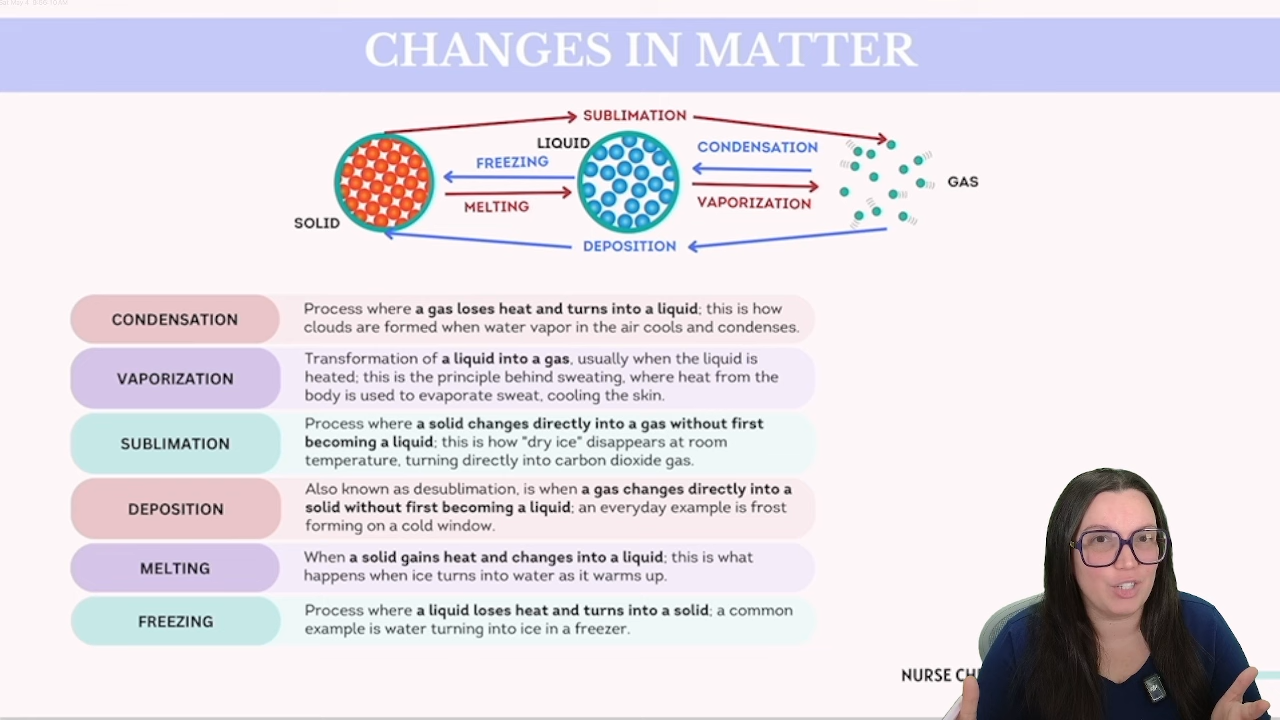 CHANGES IN MATTER
SUBLIMATION
LIQUID
CONDENSATION
FREEZING
GAS
MELTING
VAPORIZATION
SOLID
DEPOSITION
CONDENSATION
Process where a gas loses heat and turns into a liquid; this is how
clouds are formed when water vapor in the air cools and condenses.
VAPORIZATION
Transformation of a liquid into a gas, usually when the liquid is
heated; this is the principle behind sweating, where heat from the
body is used to evaporate sweat, cooling the skin.
SUBLIMATION
Process where a solid changes directly into a gas without first
becoming a liquid; this is how "dry ice" disappears at room
temperature, turning directly into carbon dioxide gas.
DEPOSITION
Also known as desublimation, is when a gas changes directly into a
solid without first becoming a liquid; an everyday example is frost
forming on a cold window.
MELTING
When a solid gains heat and changes into a liquid; this is what
happens when ice turns into water as it warms up.
FREEZING
Process where a liquid loses heat and turns into a solid; a common
example is water turning into ice in a freezer.
NURSE